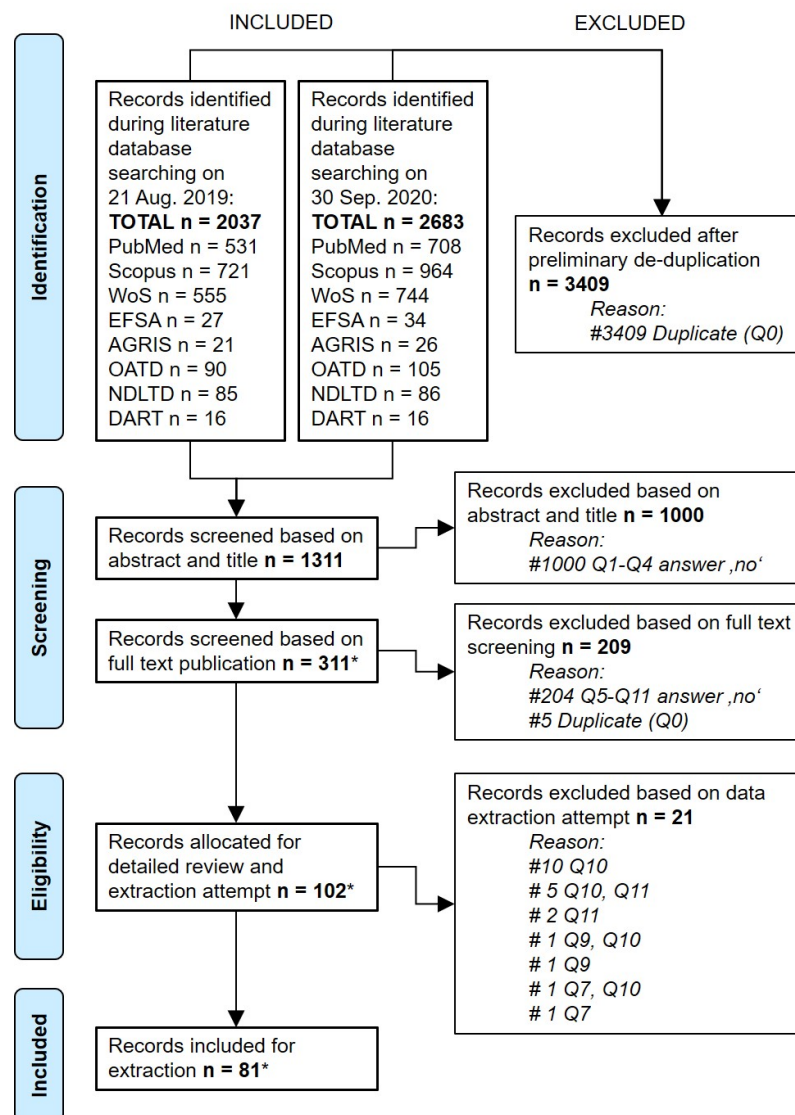 INCLUDED
EXCLUDED
Identification
Records identified
during literature
database
searching on
21 Aug. 2019:
TOTAL n = 2037
PubMed n = 531
Scopus n = 721
WoS n = 555
EFSA n = 27
AGRIS n = 21
OATD n = 90
NDLTD n = 85
DART n = 16
Records identified
during literature
database
searching on
30 Sep. 2020:
TOTAL n = 2683
PubMed n = 708
Scopus n = 964
WoS n = 744
EFSA n = 34
AGRIS n = 26
OATD n = 105
NDLTD n = 86
DART n = 16
Records excluded after
preliminary de-duplication
n = 3409
Reason:
#3409 Duplicate (Q0)
Screening
Records screened based on
abstract and title n = 1311
Records excluded based on
abstract and title n = 1000
Reason:
#1000 Q1-Q4 answer ‚no‘
Records screened based on
full text publication n = 311*
Records excluded based on full text
screening n = 209
Reason:
#204 Q5-Q11 answer ‚no‘
#5 Duplicate (Q0)
Eligibility
Records allocated for
detailed review and
extraction attempt n = 102*
Records excluded based on data
extraction attempt n = 21
Reason:
#10 Q10
# 5 Q10, Q11
# 2 Q11
# 1 Q9, Q10
# 1 Q9
# 1 Q7, Q10
# 1 Q7
Included
Records included for
extraction n = 81*